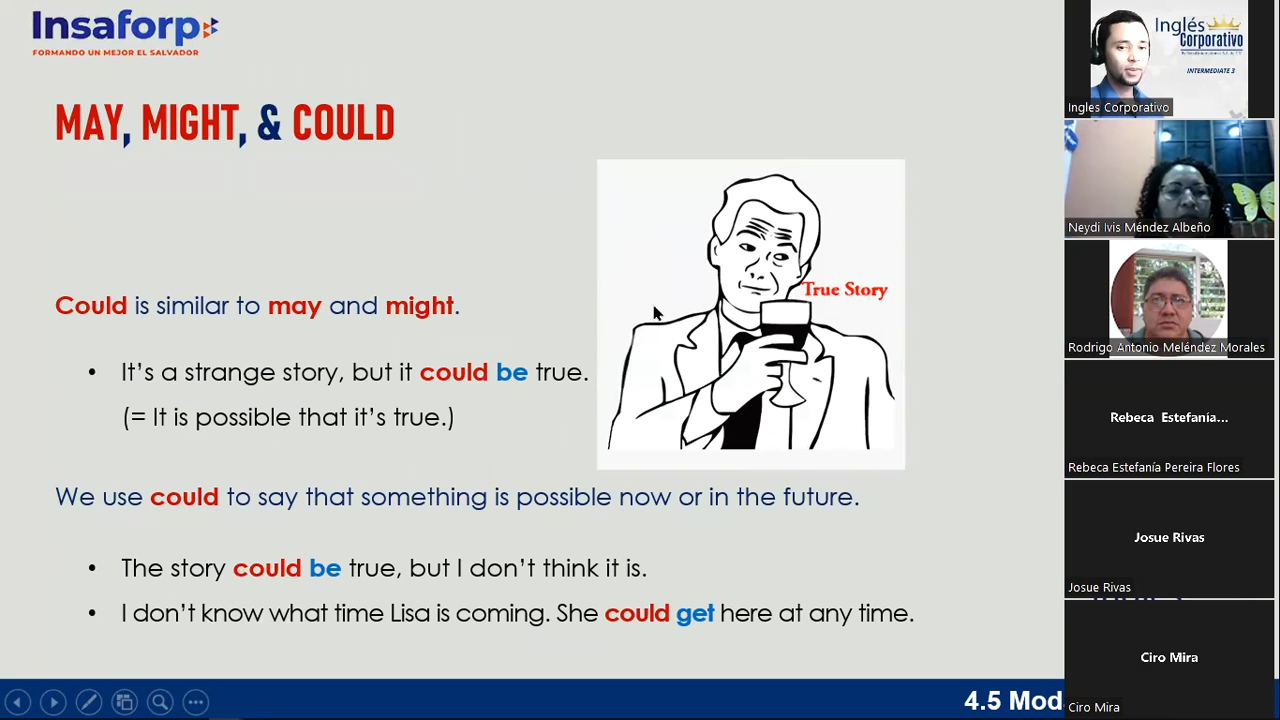 Insaforp
FORMANDO UN MEJOR EL SALVADOR
MAY, MIGHT, & COULD
Could is similar to may and might.
• It's a strange story, but it could be true.
(= It is possible that it's true.)
True Story
We use could to say that something is possible now or in the future.
• The story could be true, but I don't think it is.
• I don't know what time Lisa is coming. She could get here at any time.
4.5 Mod
Inglés
Corporativo
INTERMEDIATE 3
Ingles Corporativo
Neydi Ivis Méndez Albeño
Rodrigo Antonio Meléndez Morales
Rebeca Estefanía...
Rebeca Estefanía Pereira Flores
Josue Rivas
Josue Rivas
Ciro Mira
Ciro Mira